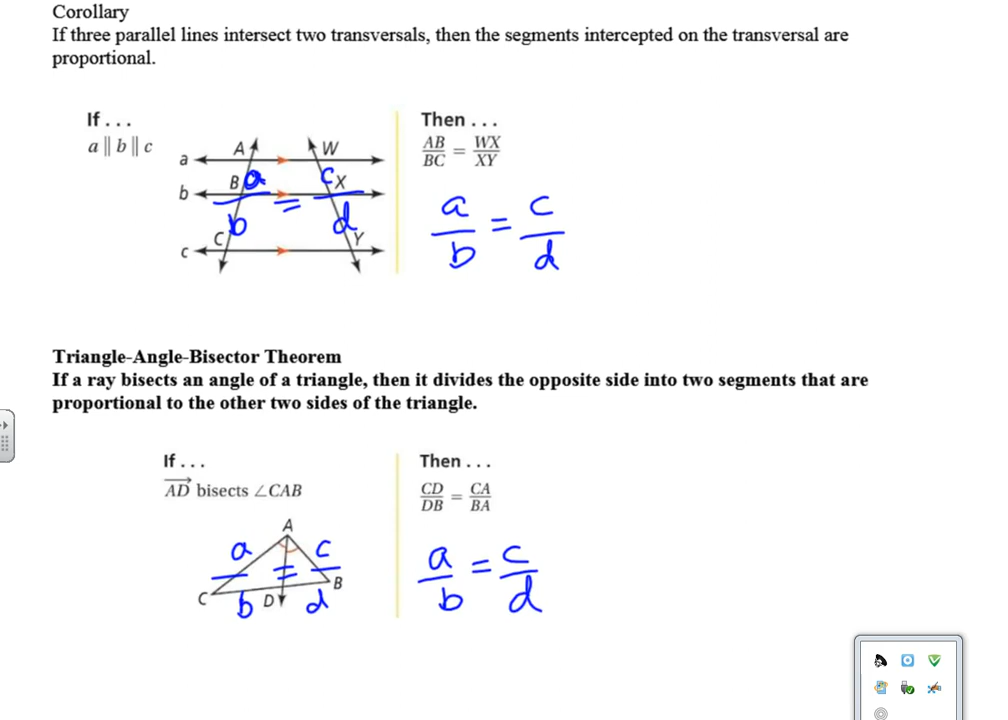 Corollary
If three parallel lines intersect two transversals, then the segments intercepted on the transversal are
proportional.
If . . .
Then . . .
a || b || c
AB/BC = WX/XY
a A W
b B a = c X
b d
c C Y
a/b = c/d
Triangle-Angle-Bisector Theorem
If a ray bisects an angle of a triangle, then it divides the opposite side into two segments that are
proportional to the other two sides of the triangle.
If . . .
Then . . .
AD bisects ∠CAB
CD/DB = CA/BA
A
a = c
C B
b D d
a/b = c/d